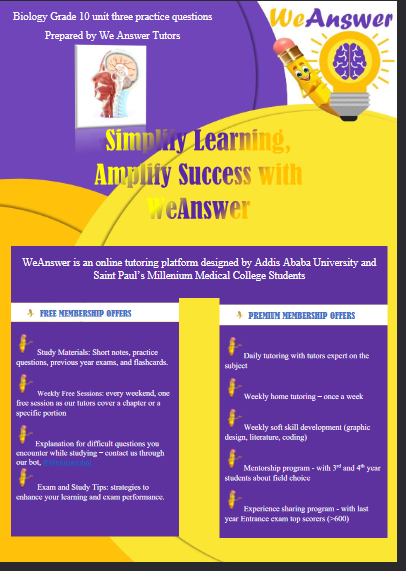 Biology Grade 10 unit three practice questions
Prepared by We Answer Tutors
WeAnswer
Simplify Learning,
Amplify Success with
WeAnswer
WeAnswer is an online tutoring platform designed by Addis Ababa University and
Saint Paul's Millenium Medical College Students
FREE MEMBERSHIP OFFERS
Study Materials: Short notes, practice
questions, previous year exams, and flashcards.
Weekly Free Sessions: every weekend, one
free session as our tutors cover a chapter or a
specific portion
Explanation for difficult questions you
encounter while studying – contact us through
our bot,
Exam and Study Tips: strategies to
enhance your learning and exam performance.
PREMIUM MEMBERSHIP OFFERS
Daily tutoring with tutors expert on the
subject
Weekly home tutoring – once a week
Weekly soft skill development (graphic
design, literature, coding)
Mentorship program - with 3rd and 4th year
students about field choice
Experience sharing program - with last
year Entrance exam top scorers (>600)